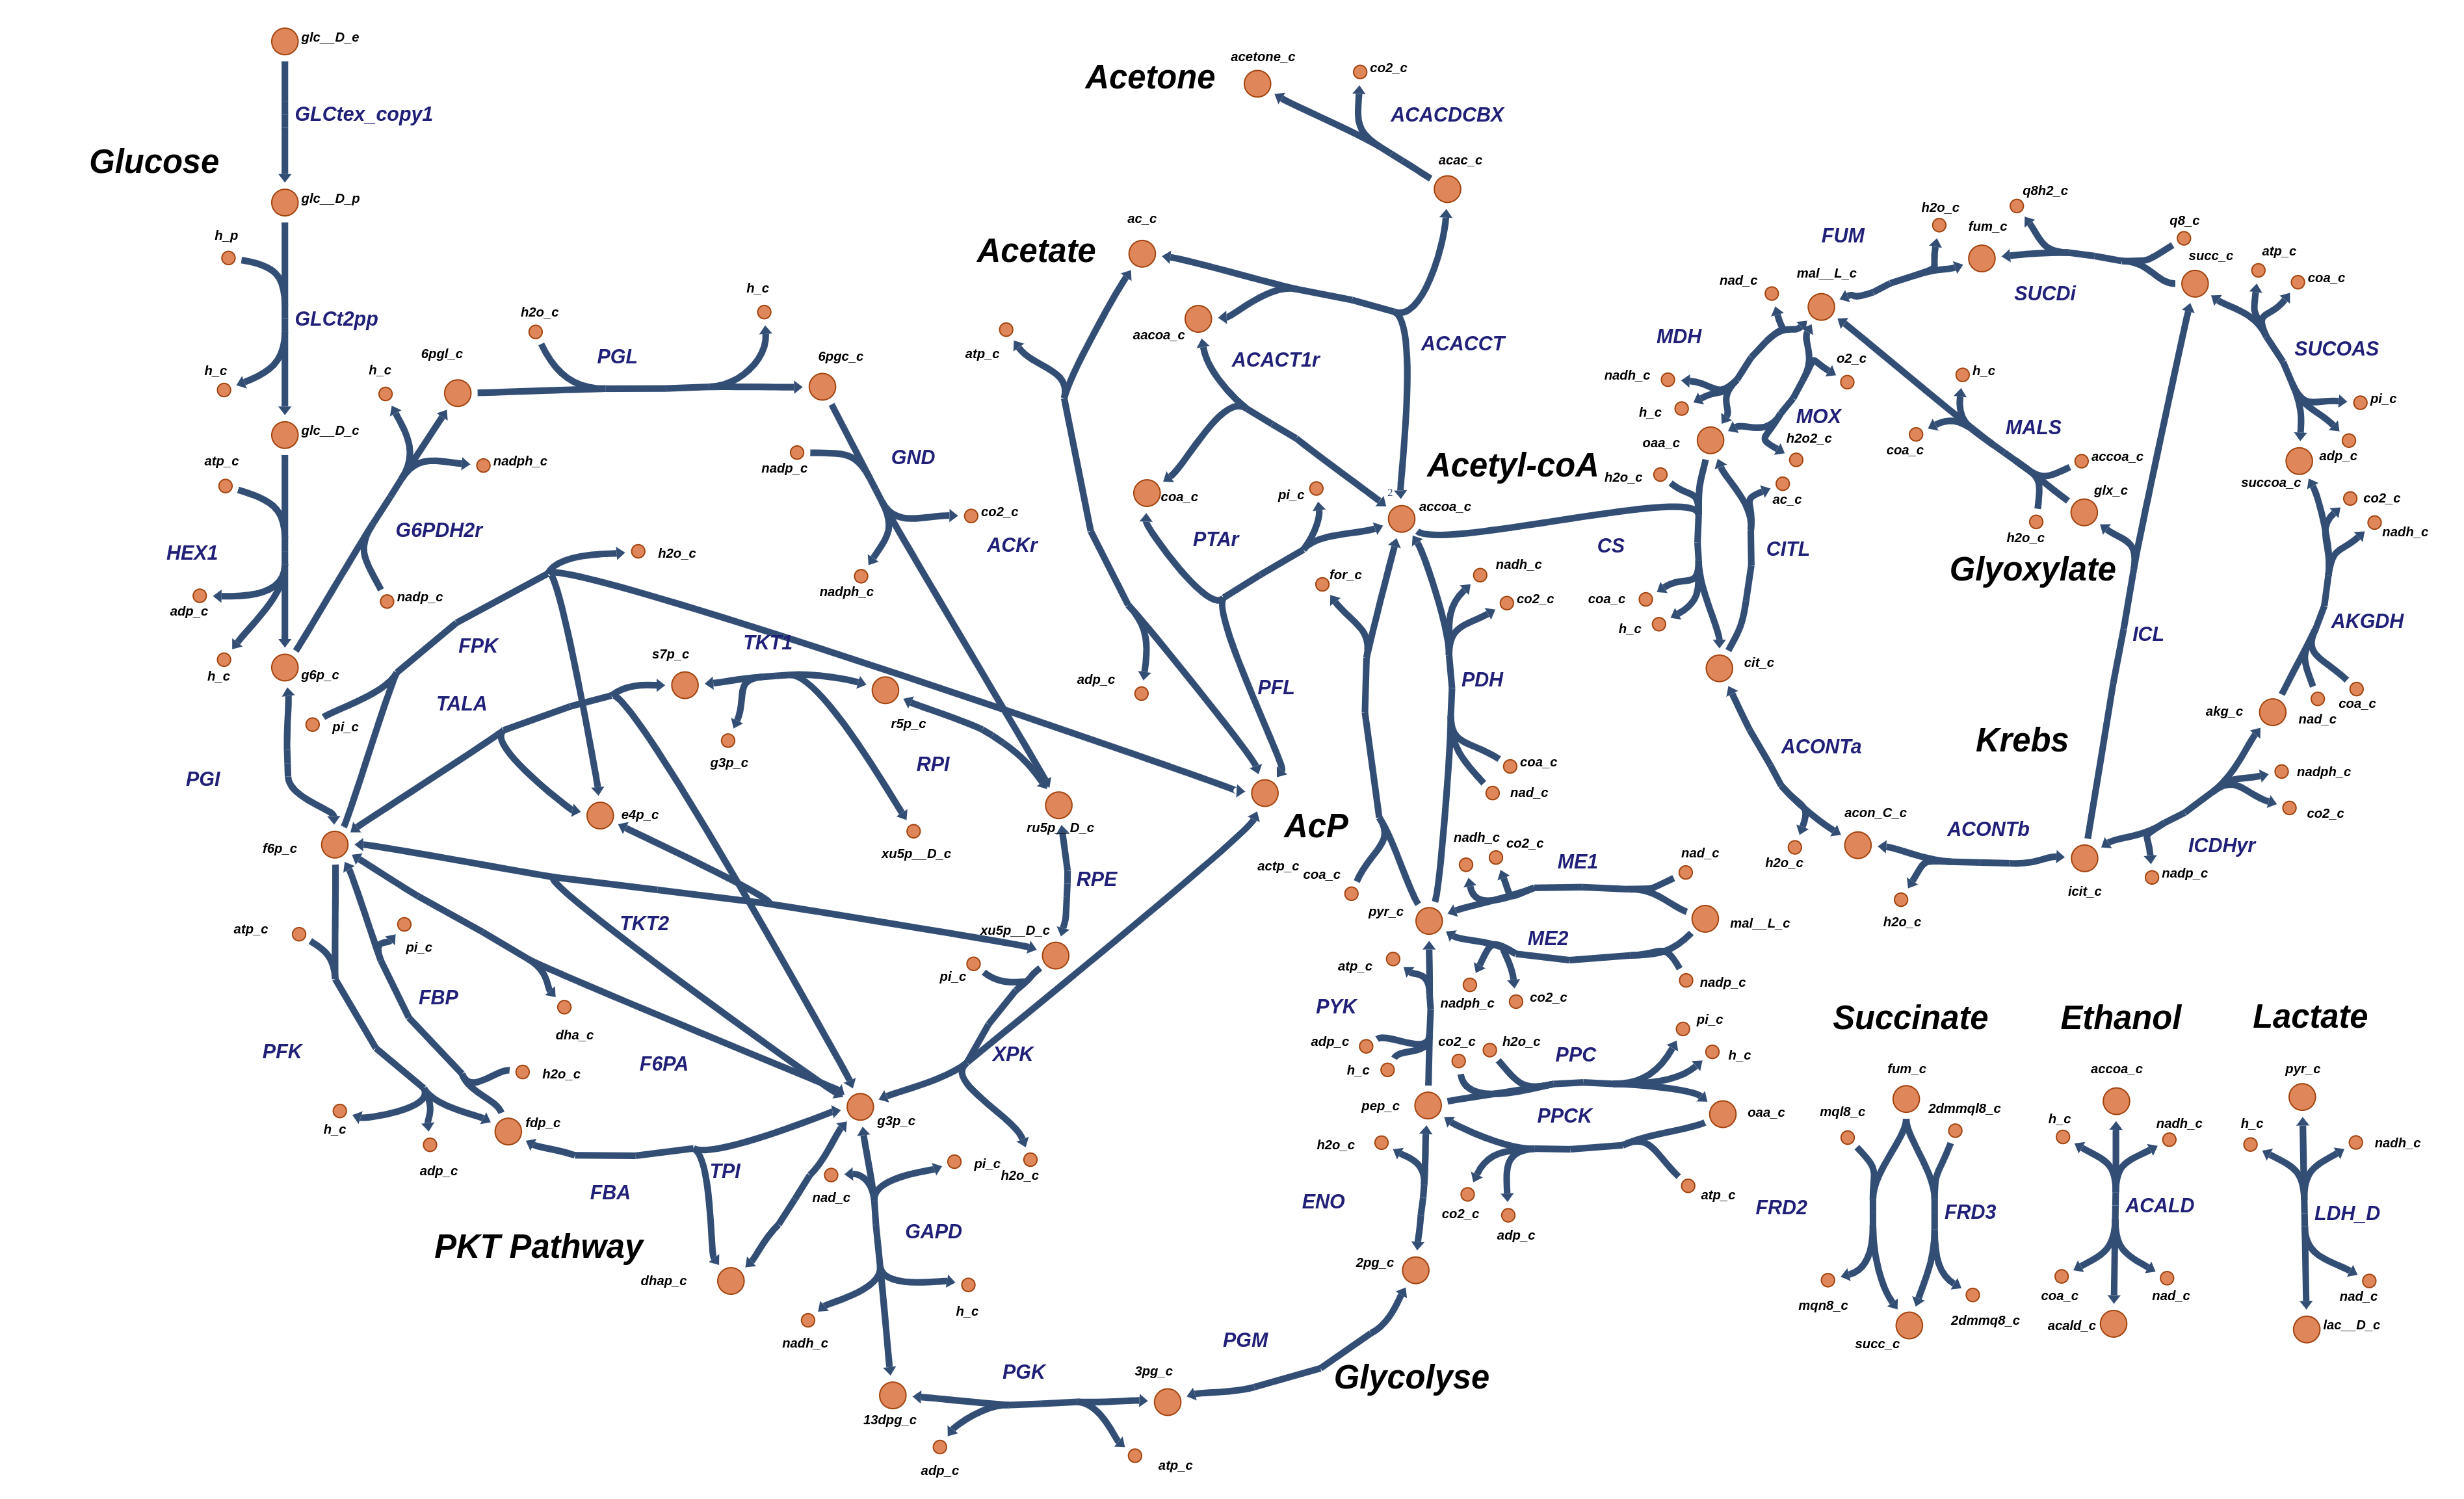 glc__D_e
GLCtex_copy1
Glucose
glc__D_p
h_p
GLCt2pp
h_c
glc__D_c
atp_c
HEX1
adp_c
h_c
g6p_c
6pgl_c
h_c
nadph_c
G6PDH2r
nadp_c
h2o_c
PGL
h_c
6pgc_c
nadp_c
GND
co2_c
nadph_c
h2o_c
FPK
pi_c
TALA
s7p_c
TKT1
g3p_c
r5p_c
RPI
xu5p__D_c
PGI
f6p_c
e4p_c
ru5p__D_c
RPE
TKT2
xu5p__D_c
pi_c
atp_c
pi_c
FBP
dha_c
PFK
h2o_c
F6PA
XPK
h_c
adp_c
fdp_c
g3p_c
FBA
TPI
pi_c
h2o_c
nad_c
GAPD
PKT Pathway
dhap_c
nadh_c
h_c
13dpg_c
PGK
3pg_c
adp_c
atp_c
PGM
Glycolyse
Acetone
acetone_c
co2_c
ACACDCBX
acac_c
ac_c
Acetate
aacoa_c
atp_c
ACACT1r
ACACCT
Acetyl-coA
coa_c
pi_c
2
accoa_c
ACKr
PTAr
for_c
nadh_c
co2_c
adp_c
PFL
PDH
coa_c
nad_c
AcP
actp_c
coa_c
nadh_c
co2_c
ME1
nad_c
pyr_c
mal__L_c
ME2
atp_c
nadph_c
co2_c
nadp_c
PYK
adp_c
h_c
co2_c
h2o_c
PPC
pi_c
h_c
pep_c
PPCK
oaa_c
h2o_c
ENO
co2_c
adp_c
atp_c
2pg_c
q8h2_c
h2o_c
fum_c
q8_c
FUM
succ_c
atp_c
coa_c
nad_c
mal__L_c
SUCDi
MDH
o2_c
SUCOAS
nadh_c
h_c
h_c
pi_c
MOX
MALS
oaa_c
h2o2_c
coa_c
accoa_c
adp_c
h2o_c
ac_c
glx_c
succoa_c
co2_c
h2o_c
nadh_c
CS
CITL
Glyoxylate
coa_c
h_c
ICL
AKGDH
cit_c
akg_c
nad_c
coa_c
ACONTa
Krebs
nadph_c
co2_c
acon_C_c
ACONTb
ICDHyr
h2o_c
nadp_c
icit_c
h2o_c
Succinate
Ethanol
Lactate
fum_c
accoa_c
pyr_c
mql8_c
2dmmql8_c
h_c
nadh_c
h_c
nadh_c
FRD2
FRD3
ACALD
LDH_D
mqn8_c
2dmmq8_c
coa_c
nad_c
nad_c
succ_c
acald_c
lac__D_c